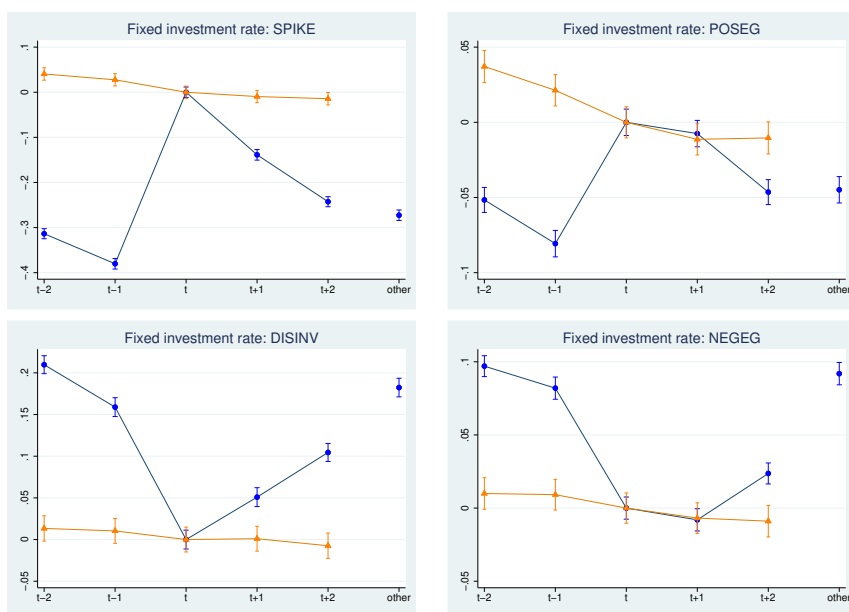 Fixed investment rate: SPIKE
.1
0
−.1
−.2
−.3
−.4
t−2 t−1 t t+1 t+2 other
Fixed investment rate: POSEG
.05
0
−.05
−.1
t−2 t−1 t t+1 t+2 other
Fixed investment rate: DISINV
.2
.15
.1
.05
0
−.05
t−2 t−1 t t+1 t+2 other
Fixed investment rate: NEGEG
.1
.05
0
−.05
t−2 t−1 t t+1 t+2 other